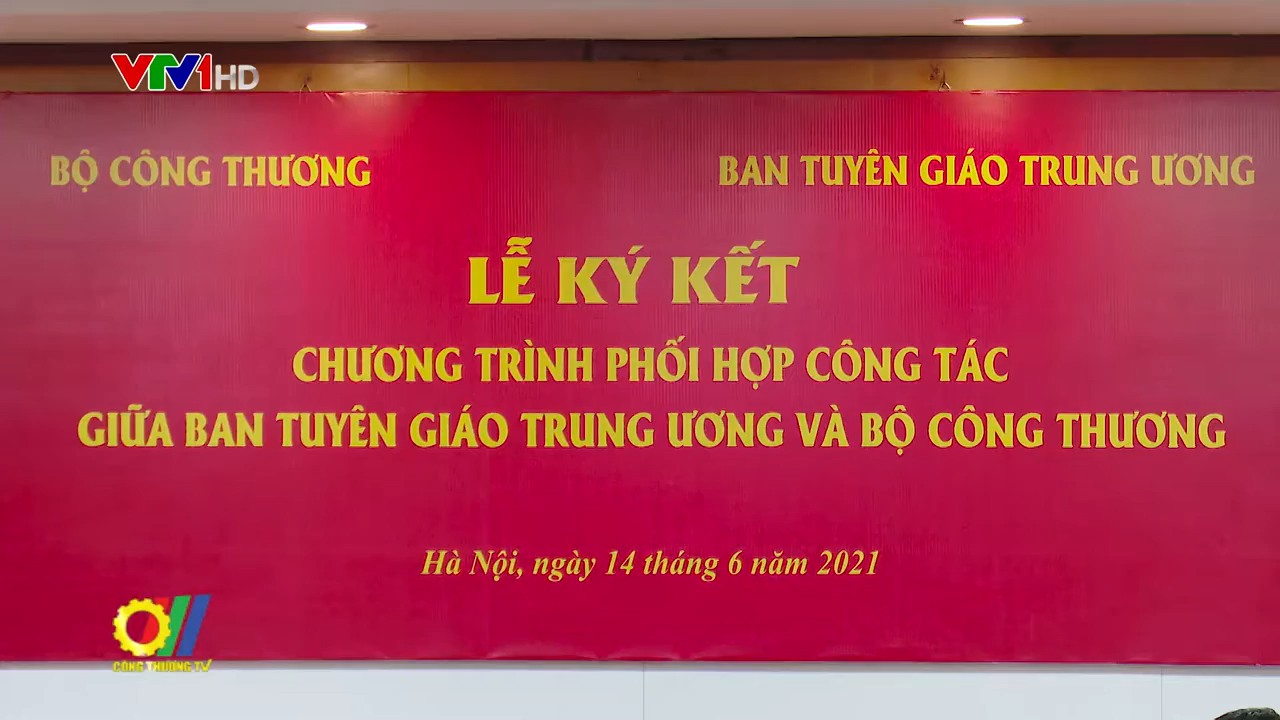 VTV1 HD
BỘ CÔNG THƯƠNG
BAN TUYÊN GIÁO TRUNG ƯƠNG
LỄ KÝ KẾT
CHƯƠNG TRÌNH PHỐI HỢP CÔNG TÁC
GIỮA BAN TUYÊN GIÁO TRUNG ƯƠNG VÀ BỘ CÔNG THƯƠNG
Hà Nội, ngày 14 tháng 6 năm 2021
CÔNG THƯƠNG TV